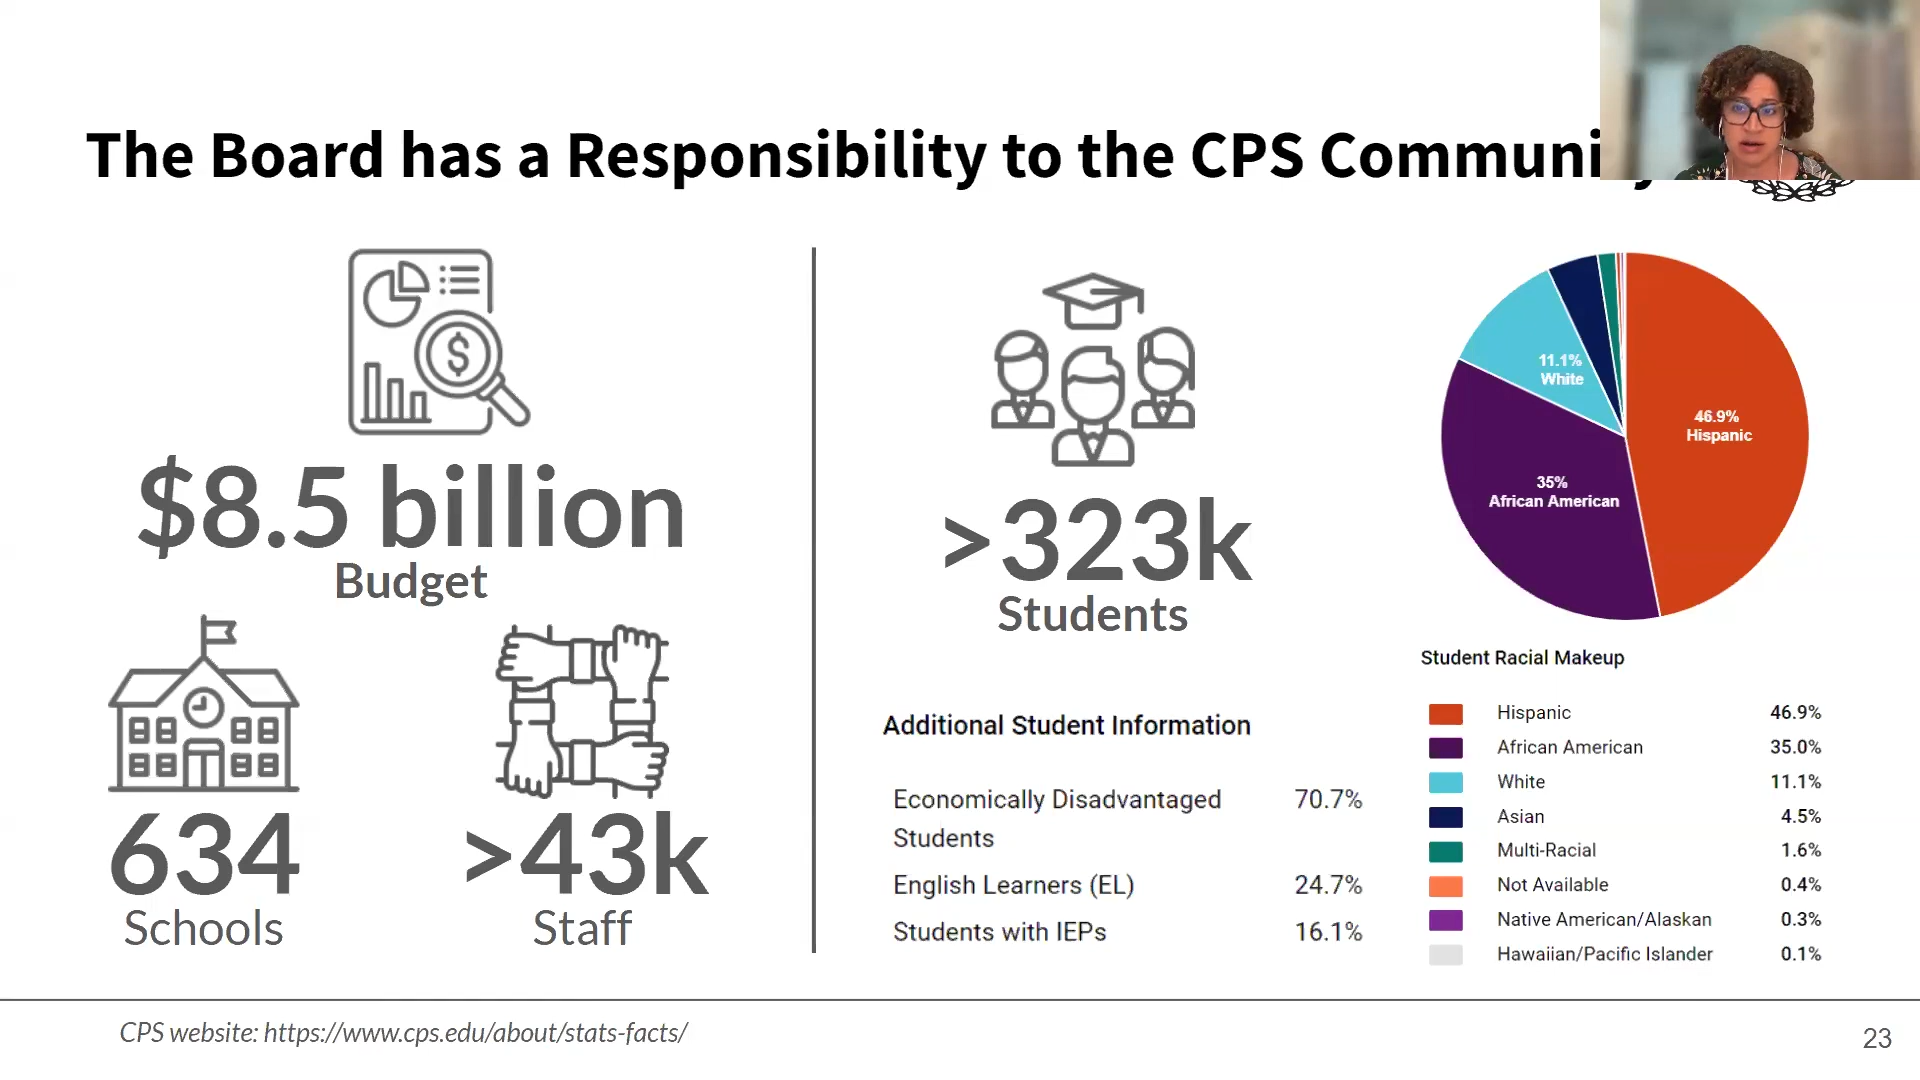 The Board has a Responsibility to the CPS
$8.5 billion
Budget
634
Schools
>43k
Staff
>323k
Students
Additional Student Information
Economically Disadvantaged 70.7%
Students
English Learners (EL) 24.7%
Students with IEPs 16.1%
11.1%
White
46.9%
Hispanic
35%
African American
Student Racial Makeup
Hispanic 46.9%
African American 35.0%
White 11.1%
Asian 4.5%
Multi-Racial 1.6%
Not Available 0.4%
Native American/Alaskan 0.3%
Hawaiian/Pacific Islander 0.1%
CPS website: https://www.cps.edu/about/stats-facts/
23